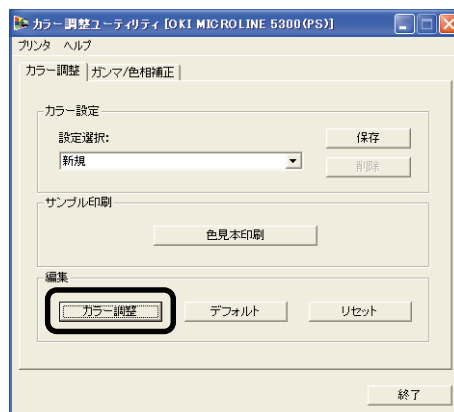 カラー調整ユーティリティ [OKI MICROLINE 5300(PS)]
プリンタ ヘルプ
カラー調整 ガンマ/色相補正
カラー設定
設定選択: 保存
新規 削除
サンプル印刷
色見本印刷
編集
カラー調整 デフォルト リセット
終了